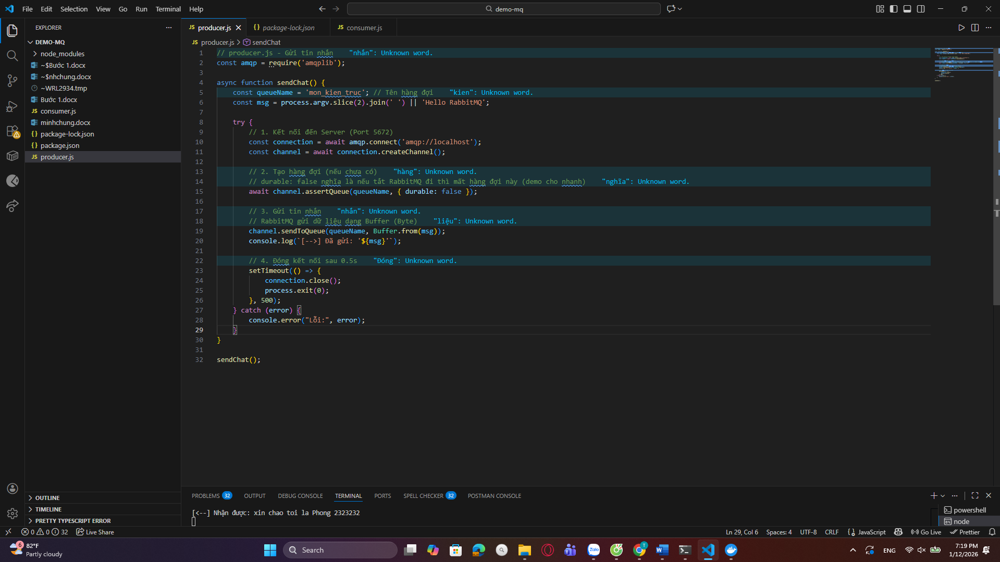 File Edit Selection View Go Run Terminal Help
demo-mq
EXPLORER
DEMO-MQ
node_modules
~$Bước 1.docx
~$nhchung.docx
~WRL2934.tmp
Bước 1.docx
consumer.js
minhchung.docx
package-lock.json
package.json
producer.js
OUTLINE
TIMELINE
PRETTY TYPESCRIPT ERROR
JS producer.js {} package-lock.json JS consumer.js
JS producer.js > sendChat
1 // producer.js - Gửi tin nhắn "nhắn": Unknown word.
2 const amqp = require('amqplib');
3
4 async function sendChat() {
5 const queueName = 'mon_kien_truc'; // Tên hàng đợi "kien": Unknown word.
6 const msg = process.argv.slice(2).join(' ') || 'Hello RabbitMQ';
7
8 try {
9 // 1. Kết nối đến Server (Port 5672)
10 const connection = await amqp.connect('amqp://localhost');
11 const channel = await connection.createChannel();
12
13 // 2. Tạo hàng đợi (nếu chưa có) "hàng": Unknown word.
14 // durable: false nghĩa là nếu tắt RabbitMQ đi thì mất hàng đợi này (demo cho nhanh) "nghĩa": Unknown word.
15 await channel.assertQueue(queueName, { durable: false });
16
17 // 3. Gửi tin nhắn "nhắn": Unknown word.
18 // RabbitMQ gửi dữ liệu dạng Buffer (Byte) "liệu": Unknown word.
19 channel.sendToQueue(queueName, Buffer.from(msg));
20 console.log(`[-->] Đã gửi: '${msg}'`);
21
22 // 4. Đóng kết nối sau 0.5s "Đóng": Unknown word.
23 setTimeout(() => {
24 connection.close();
25 process.exit(0);
26 }, 500);
27 } catch (error) {
28 console.error("Lỗi:", error);
29 }
30 }
31
32 sendChat();
PROBLEMS 32 OUTPUT DEBUG CONSOLE TERMINAL PORTS SPELL CHECKER 32 POSTMAN CONSOLE
[<--] Nhận được: xin chao toi la Phong 2323232
powershell
node
0 0 32 Live Share
Ln 29, Col 6 Spaces: 4 UTF-8 CRLF {} JavaScript Go Live Prettier
6
82°F
Partly cloudy
Search
Zalo
T
ENG
7:19 PM
1/12/2026